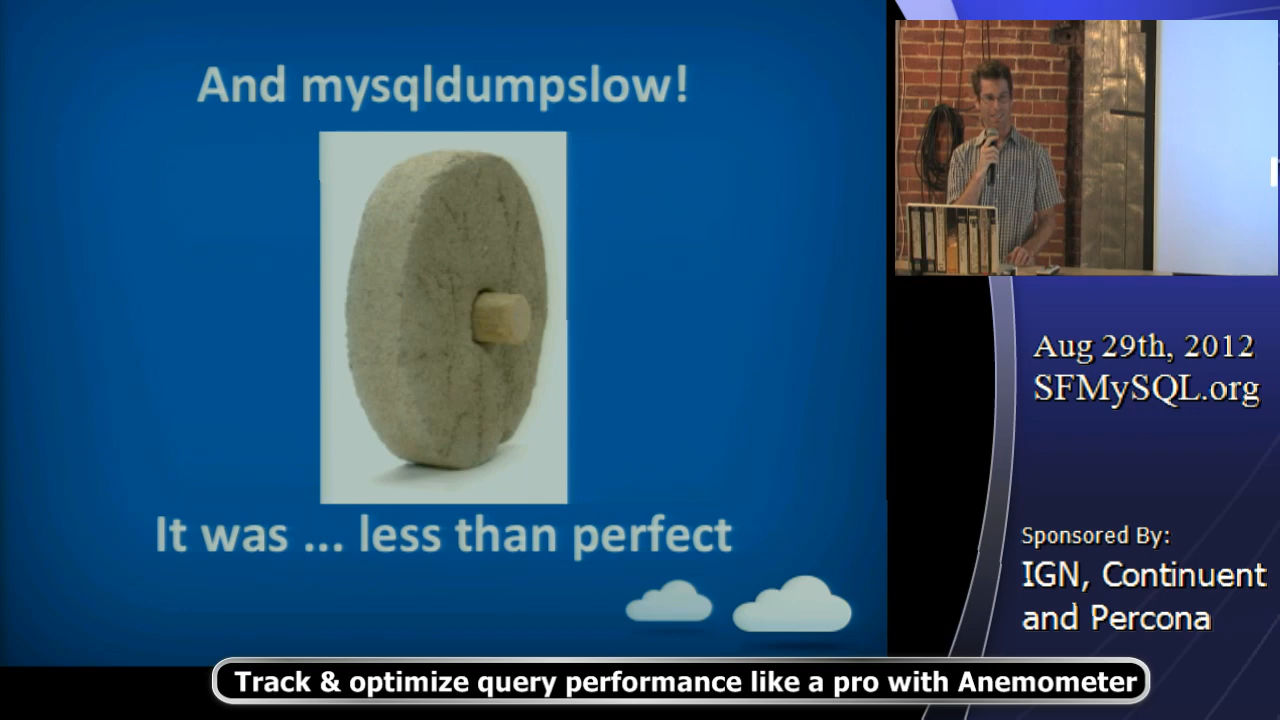 And mysqldumpslow!
It was ... less than perfect
Aug 29th, 2012
SFMySQL.org
Sponsored By:
IGN, Continuent
and Percona
Track & optimize query performance like a pro with Anemometer